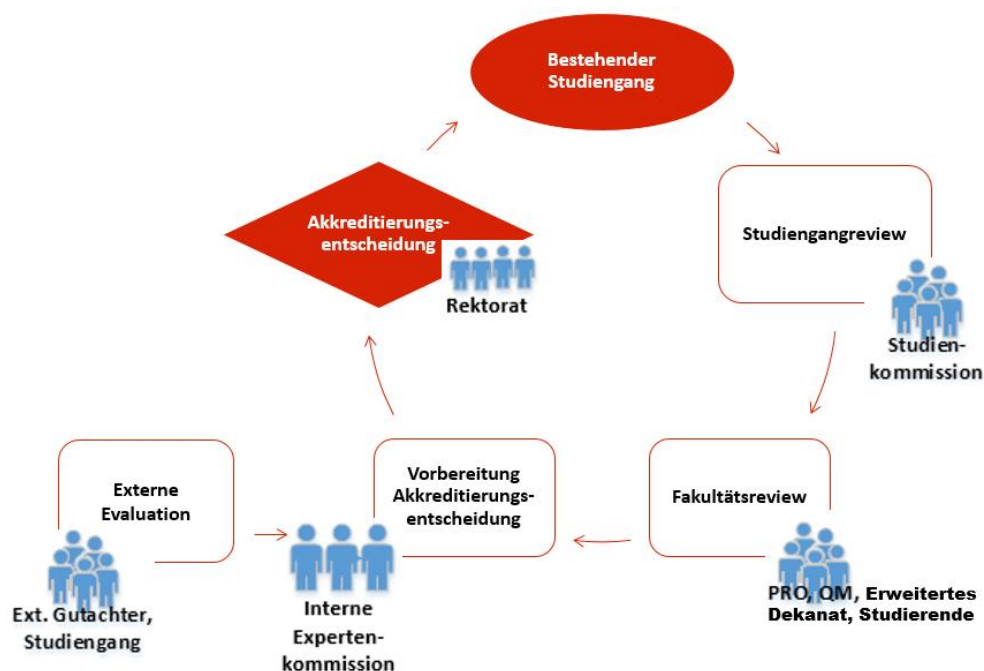 Bestehender
Studiengang
Akkreditierungs-
entscheidung
Rektorat
Studiengangreview
Studien-
kommission
Externe
Evaluation
Ext. Gutachter,
Studiengang
Vorbereitung
Akkreditierungs-
entscheidung
Interne
Experten-
kommission
Fakultätsreview
PRO, QM, Erweitertes
Dekanat, Studierende